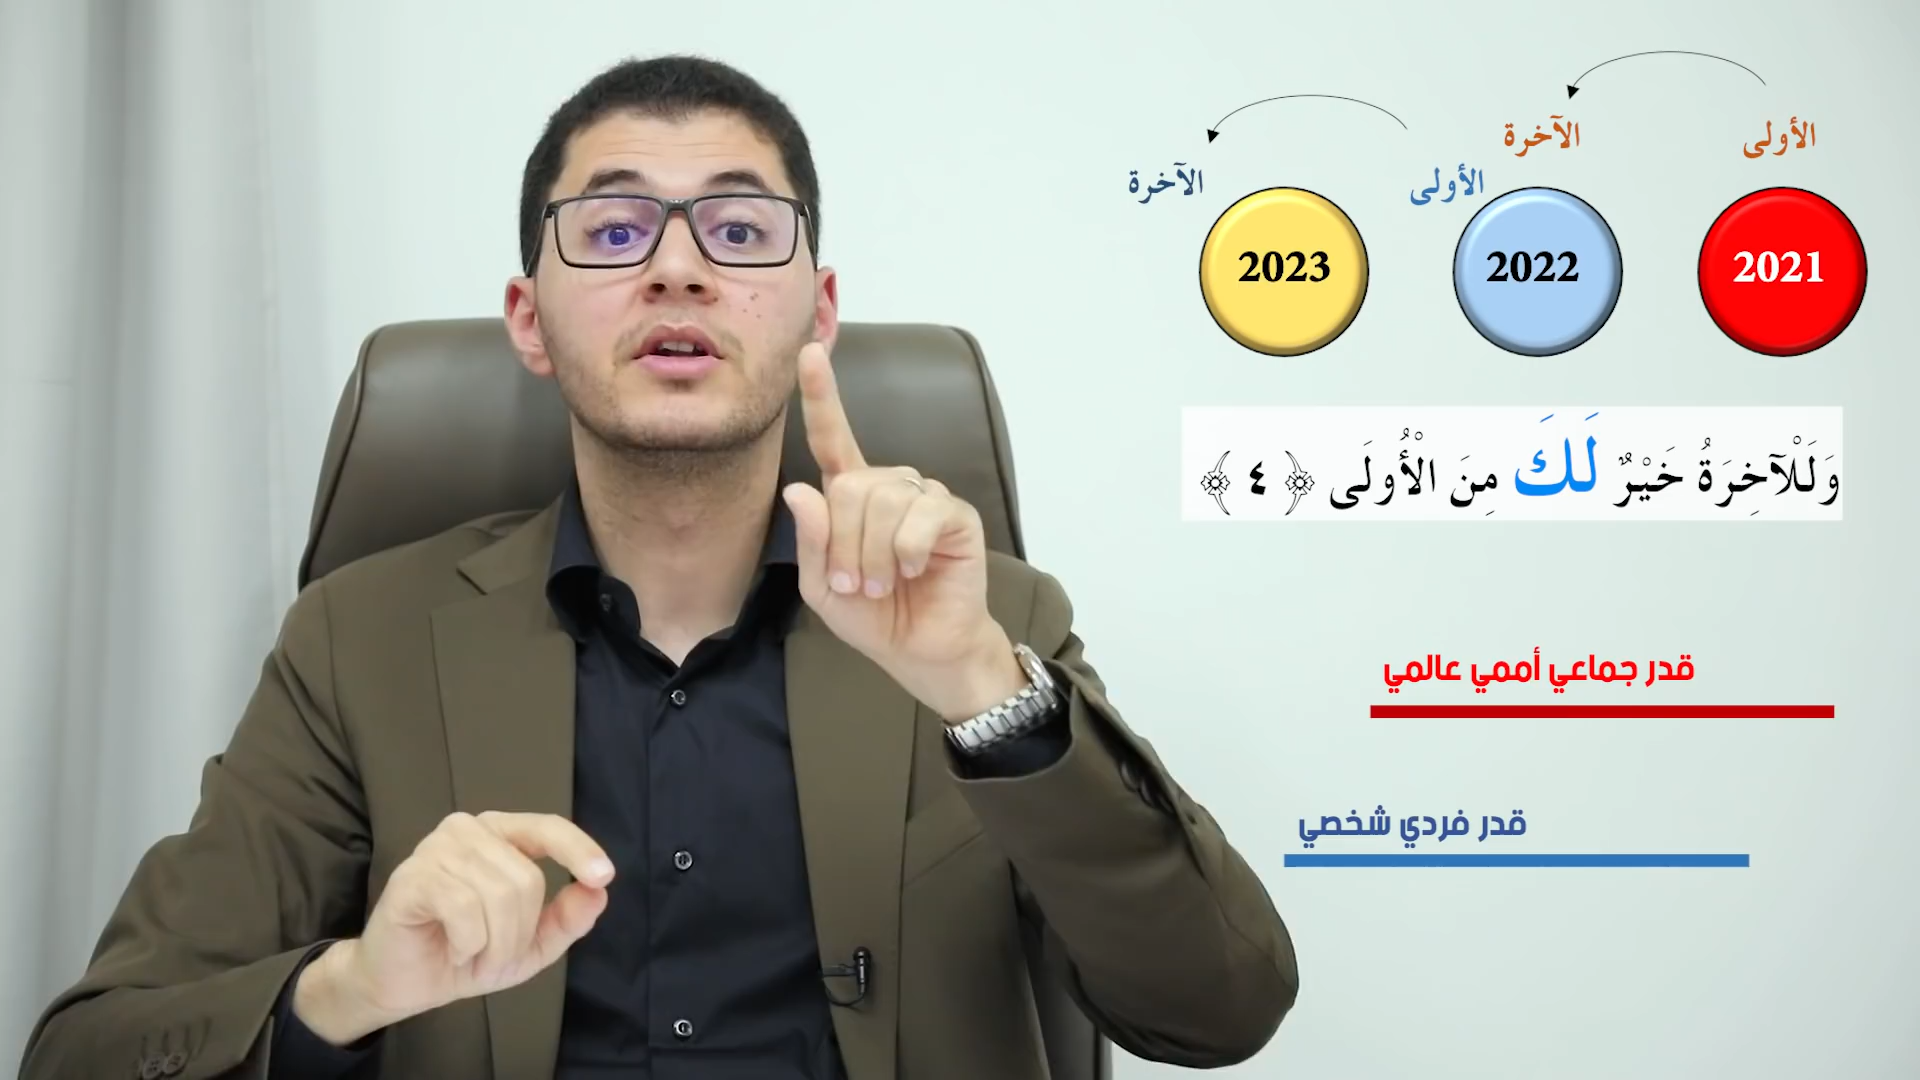 الأولى
الآخرة
الأولى
الآخرة
2021
2022
2023
وَلَلْآخِرَةُ خَيْرٌ لَكَ مِنَ الْأُولَى ﴿٤﴾
قدر جماعي أممي عالمي
قدر فردي شخصي